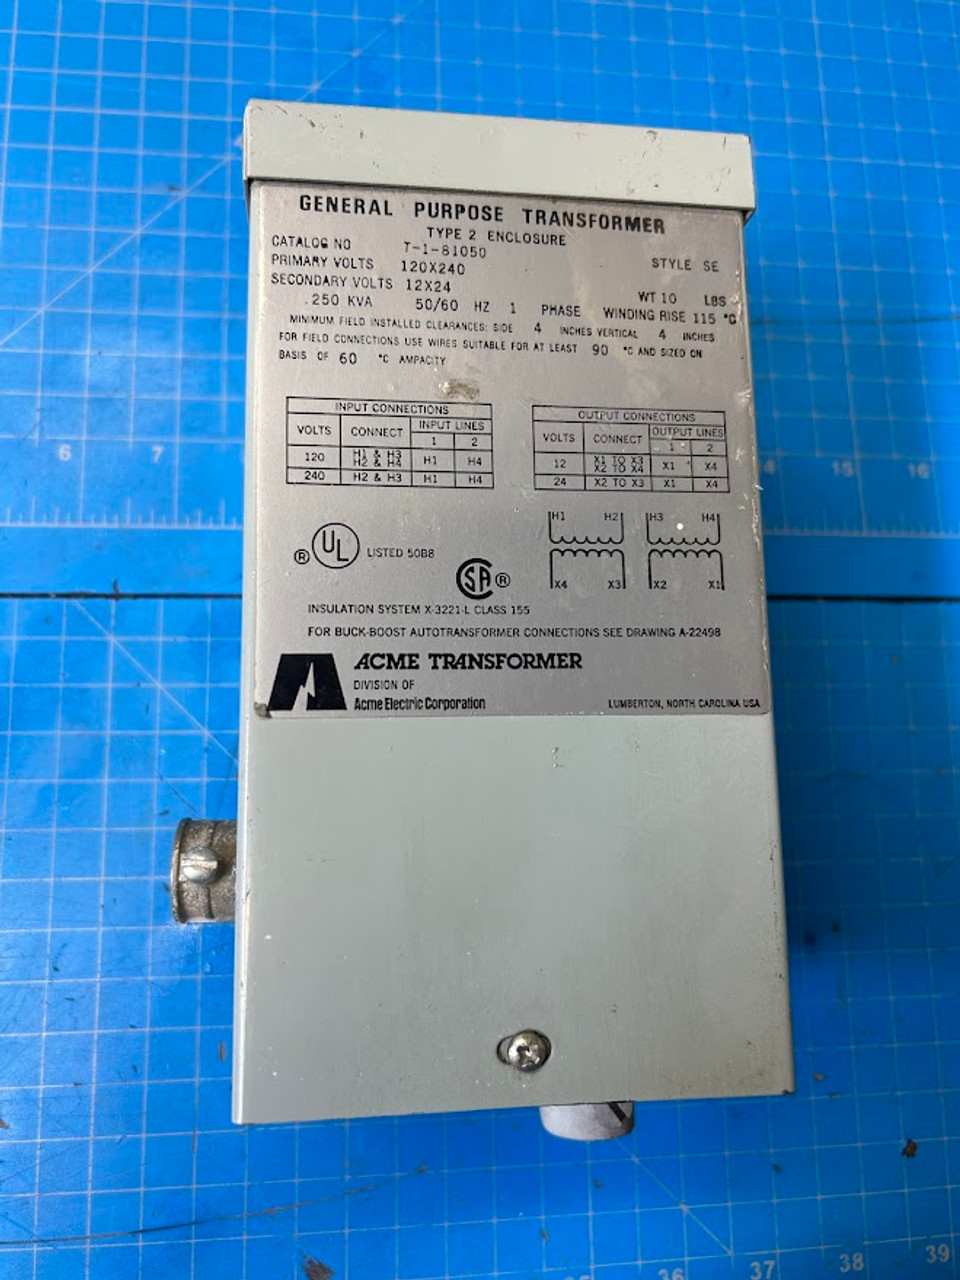 GENERAL PURPOSE TRANSFORMER
TYPE 2 ENCLOSURE
CATALOG NO T-1-81050
STYLE SE
PRIMARY VOLTS 120X240
SECONDARY VOLTS 12X24
WT 10 LBS
.250 KVA 50/60 HZ 1 PHASE WINDING RISE 115 °C
MINIMUM FIELD INSTALLED CLEARANCES: SIDE 4 INCHES VERTICAL 4 INCHES
FOR FIELD CONNECTIONS USE WIRES SUITABLE FOR AT LEAST 90 °C AND SIZED ON
BASIS OF 60 °C AMPACITY
INPUT CONNECTIONS
VOLTS CONNECT INPUT LINES
1 2
120 H1 & H3 H2 & H4 H1 H4
240 H2 & H3 H1 H4
OUTPUT CONNECTIONS
VOLTS CONNECT OUTPUT LINES
1 2
12 X1 TO X3 X2 TO X4 X1 X4
24 X2 TO X3 X1 X4
H1 H2 H3 H4
X4 X3 X2 X1
® UL LISTED 50B8
SA ®
INSULATION SYSTEM X-3221-L CLASS 155
FOR BUCK-BOOST AUTOTRANSFORMER CONNECTIONS SEE DRAWING A-22498
ACME TRANSFORMER
DIVISION OF
Acme Electric Corporation
LUMBERTON, NORTH CAROLINA USA
6 7
15 16
36 37 38 39